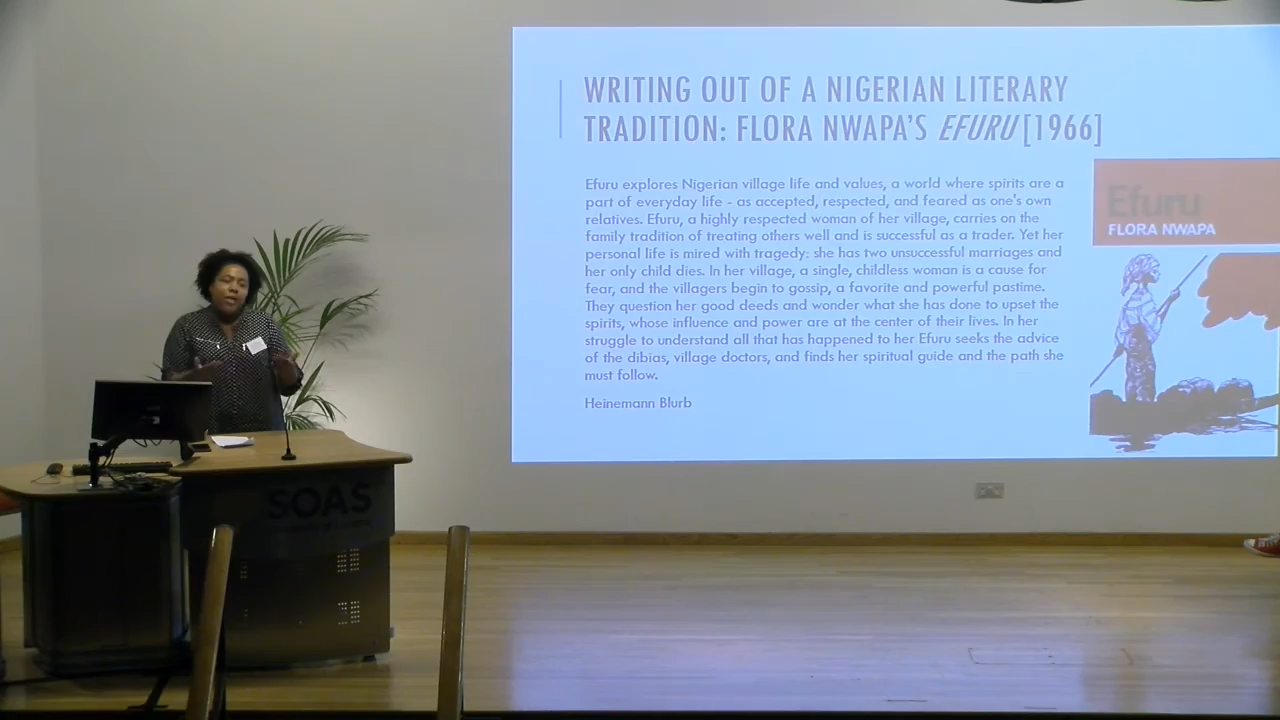 WRITING OUT OF A NIGERIAN LITERARY
TRADITION: FLORA NWAPA'S EFURU [1966]
Efuru explores Nigerian village life and values, a world where spirits are a
part of everyday life - as accepted, respected, and feared as one's own
relatives. Efuru, a highly respected woman of her village, carries on the
family tradition of treating others well and is successful as a trader. Yet her
personal life is mired with tragedy: she has two unsuccessful marriages and
her only child dies. In her village, a single, childless woman is a cause for
fear, and the villagers begin to gossip, a favorite and powerful pastime.
They question her good deeds and wonder what she has done to upset the
spirits, whose influence and power are at the center of their lives. In her
struggle to understand all that has happened to her Efuru seeks the advice
of the dibias, village doctors, and finds her spiritual guide and the path she
must follow.
Heinemann Blurb
Efuru
FLORA NWAPA
SOAS